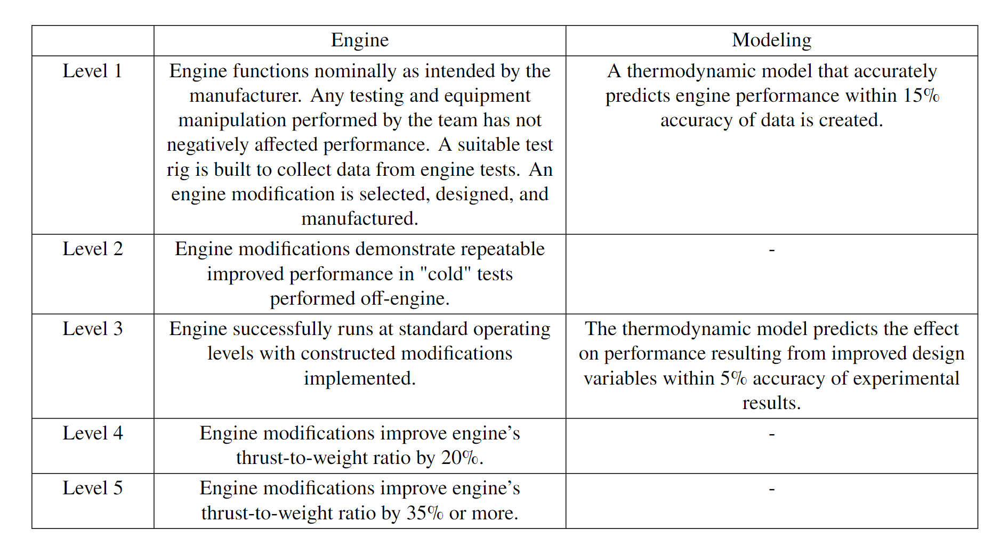 Engine
Modeling
Level 1
Engine functions nominally as intended by the
manufacturer. Any testing and equipment
manipulation performed by the team has not
negatively affected performance. A suitable test
rig is built to collect data from engine tests. An
engine modification is selected, designed, and
manufactured.
A thermodynamic model that accurately
predicts engine performance within 15%
accuracy of data is created.
Level 2
Engine modifications demonstrate repeatable
improved performance in "cold" tests
performed off-engine.
-
Level 3
Engine successfully runs at standard operating
levels with constructed modifications
implemented.
The thermodynamic model predicts the effect
on performance resulting from improved design
variables within 5% accuracy of experimental
results.
Level 4
Engine modifications improve engine’s
thrust-to-weight ratio by 20%.
-
Level 5
Engine modifications improve engine’s
thrust-to-weight ratio by 35% or more.
-